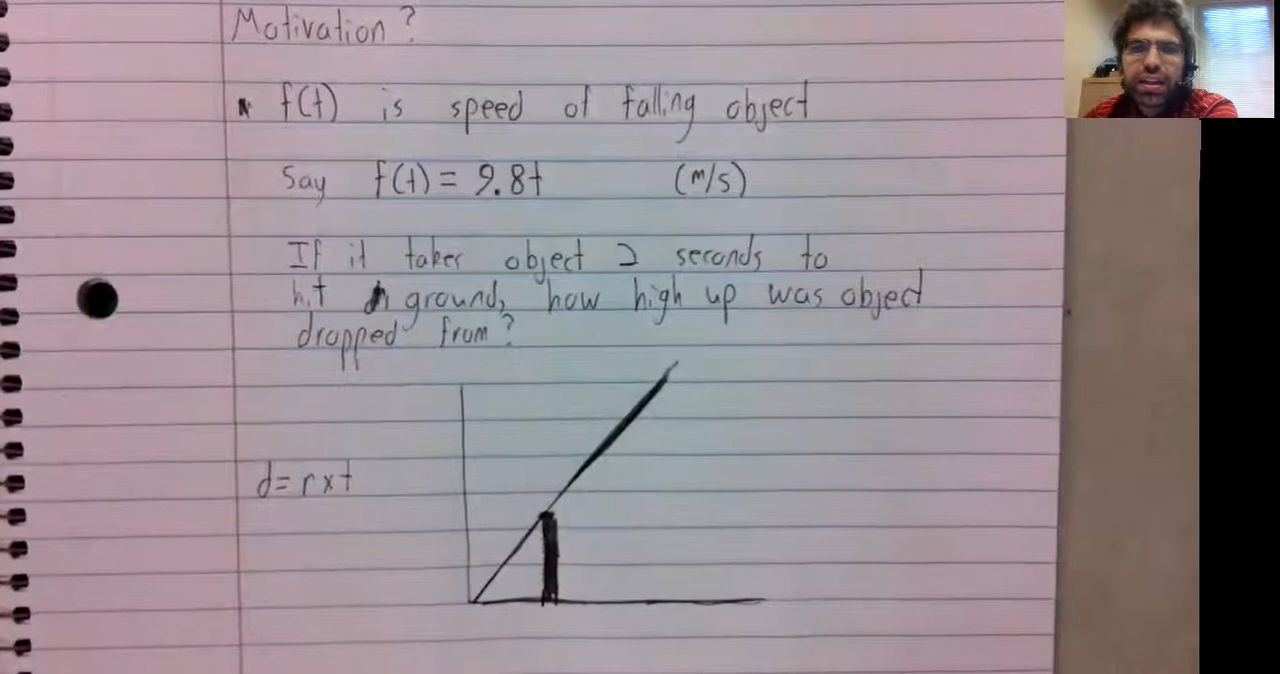 Motivation?
f(t) is speed of falling object
Say f(t) = 9.8t (m/s)
If it takes object 2 seconds to
hit ground, how high up was object
dropped from?
d = r x t